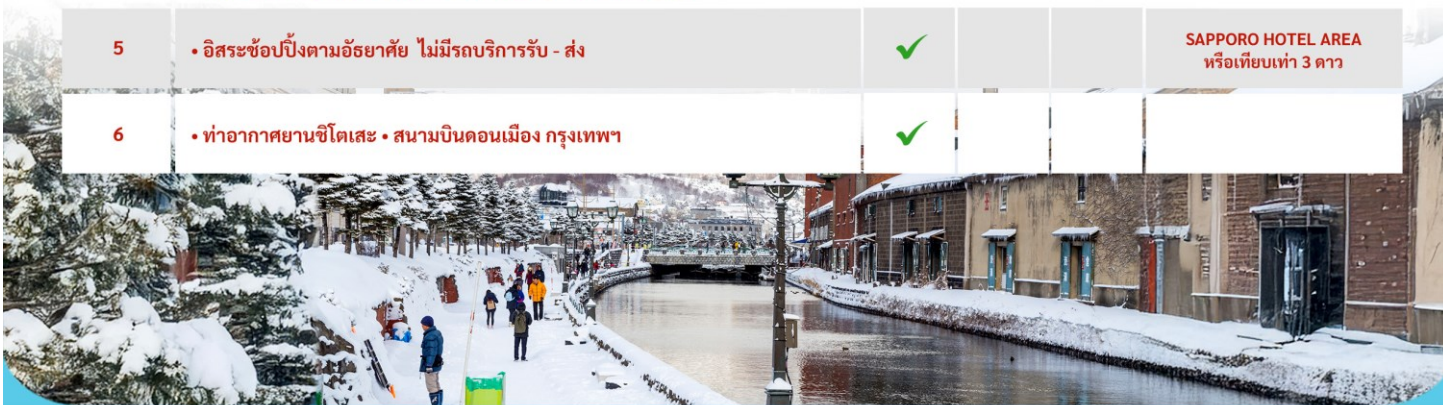 5 • อิสระช้อปปิ้งตามอัธยาศัย ไม่มีรถบริการรับ - ส่ง ✓ SAPPORO HOTEL AREA
หรือเทียบเท่า 3 ดาว
6 • ท่าอากาศยานชิโตเสะ • สนามบินดอนเมือง กรุงเทพฯ ✓